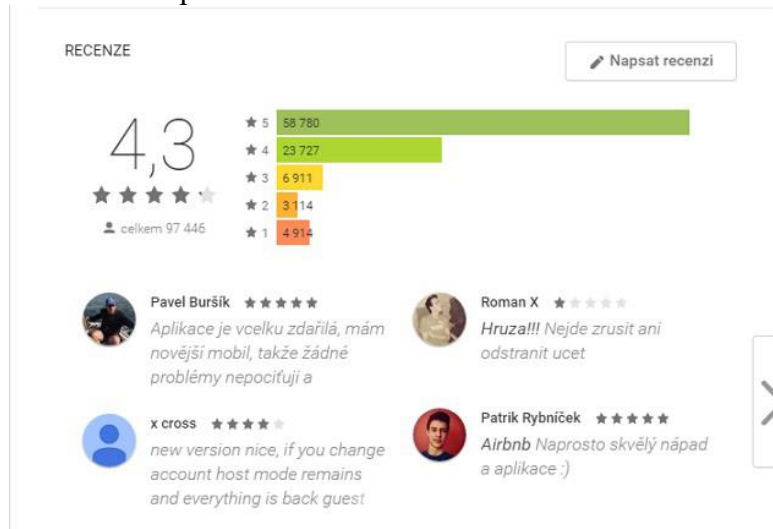 RECENZE
Napsat recenzi
4,3
celkem 97 446
5 58 780
4 23 727
3 6 911
2 3 114
1 4 914
Pavel Buršík
Aplikace je vcelku zdařilá, mám
novější mobil, takže žádné
problémy nepociťuji a
Roman X
Hruza!!! Nejde zrusit ani
odstranit ucet
x cross
new version nice, if you change
account host mode remains
and everything is back guest
Patrik Rybníček
Airbnb Naprosto skvělý nápad
a aplikace :)